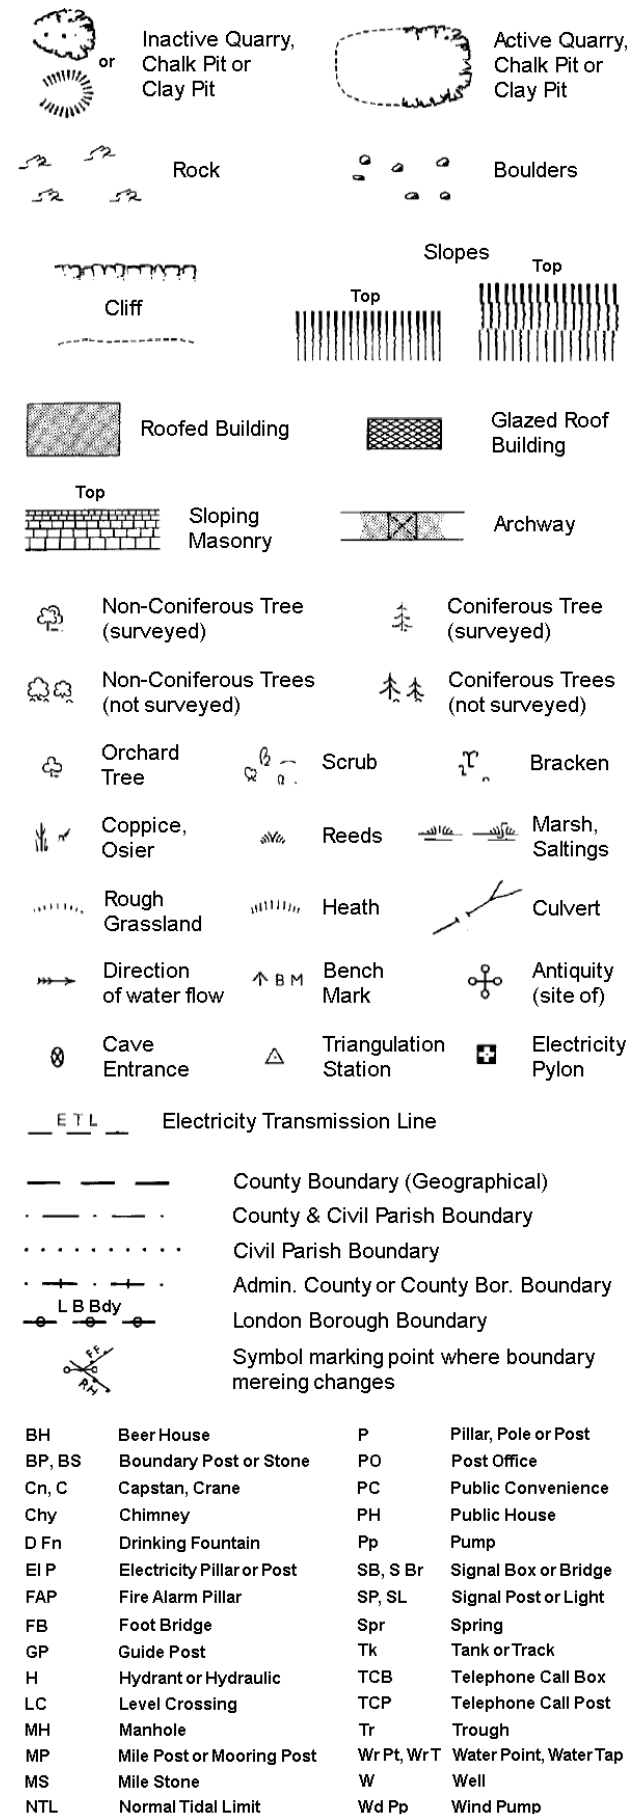 or
Inactive Quarry,
Chalk Pit or
Clay Pit
Active Quarry,
Chalk Pit or
Clay Pit
Rock
Boulders
Slopes
Cliff
Top
Top
Roofed Building
Glazed Roof
Building
Top
Sloping
Masonry
Archway
Non-Coniferous Tree
(surveyed)
Coniferous Tree
(surveyed)
Non-Coniferous Trees
(not surveyed)
Coniferous Trees
(not surveyed)
Orchard
Tree
Scrub
Bracken
Coppice,
Osier
Reeds
Marsh,
Saltings
Rough
Grassland
Heath
Culvert
Direction
of water flow
B M
Bench
Mark
Antiquity
(site of)
Cave
Entrance
Triangulation
Station
Electricity
Pylon
E T L
Electricity Transmission Line
County Boundary (Geographical)
County & Civil Parish Boundary
Civil Parish Boundary
Admin. County or County Bor. Boundary
L B Bdy
London Borough Boundary
FF
RH
Symbol marking point where boundary
mereing changes
BH Beer House
BP, BS Boundary Post or Stone
Cn, C Capstan, Crane
Chy Chimney
D Fn Drinking Fountain
El P Electricity Pillar or Post
FAP Fire Alarm Pillar
FB Foot Bridge
GP Guide Post
H Hydrant or Hydraulic
LC Level Crossing
MH Manhole
MP Mile Post or Mooring Post
MS Mile Stone
NTL Normal Tidal Limit
P Pillar, Pole or Post
PO Post Office
PC Public Convenience
PH Public House
Pp Pump
SB, S Br Signal Box or Bridge
SP, SL Signal Post or Light
Spr Spring
Tk Tank or Track
TCB Telephone Call Box
TCP Telephone Call Post
Tr Trough
Wr Pt, Wr T Water Point, Water Tap
W Well
Wd Pp Wind Pump